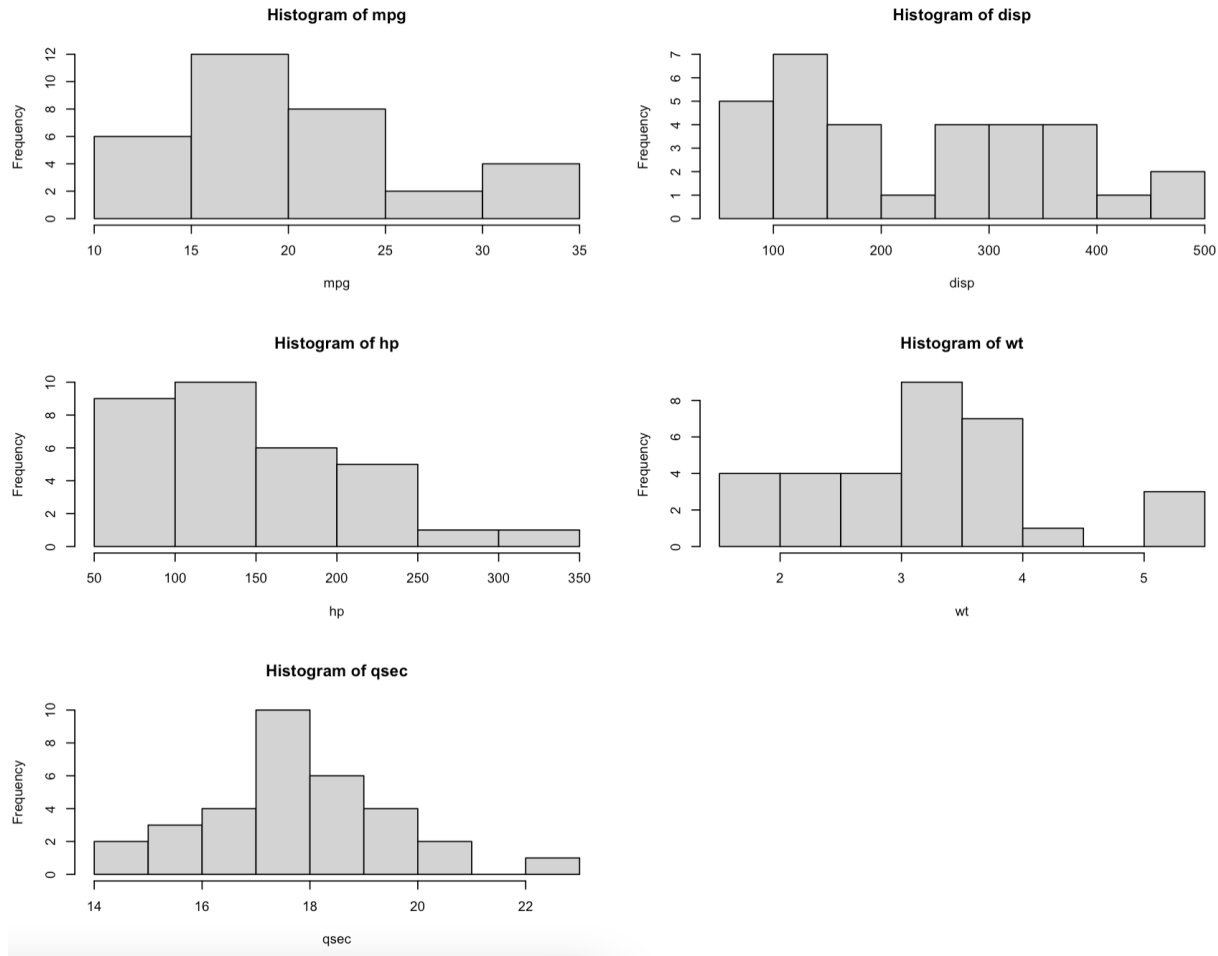 Histogram of mpg
Frequency
0 2 4 6 8 10 12
10 15 20 25 30 35
mpg
Histogram of disp
Frequency
0 1 2 3 4 5 6 7
100 200 300 400 500
disp
Histogram of hp
Frequency
0 2 4 6 8 10
50 100 150 200 250 300 350
hp
Histogram of wt
Frequency
0 2 4 6 8
2 3 4 5
wt
Histogram of qsec
Frequency
0 2 4 6 8 10
14 16 18 20 22
qsec